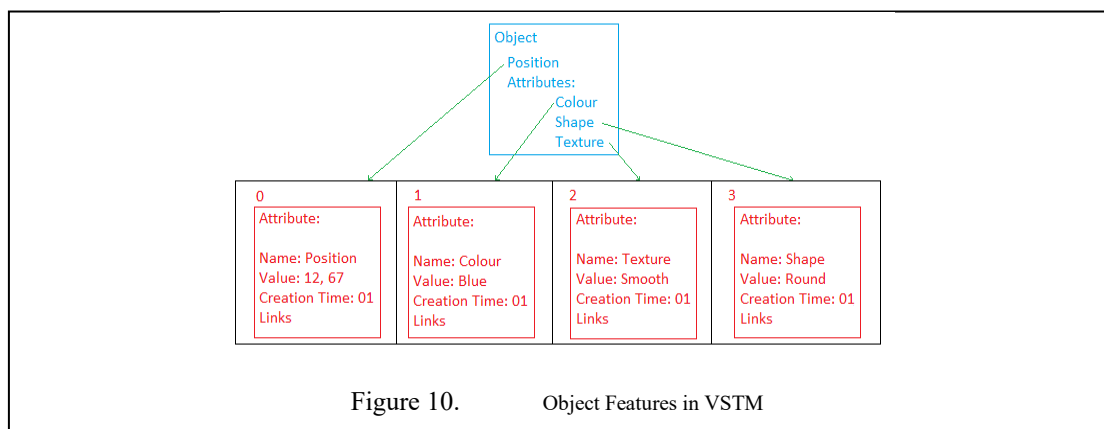 Object
Position
Attributes:
Colour
Shape
Texture
0
Attribute:
Name: Position
Value: 12, 67
Creation Time: 01
Links
1
Attribute:
Name: Colour
Value: Blue
Creation Time: 01
Links
2
Attribute:
Name: Texture
Value: Smooth
Creation Time: 01
Links
3
Attribute:
Name: Shape
Value: Round
Creation Time: 01
Links
Figure 10. Object Features in VSTM